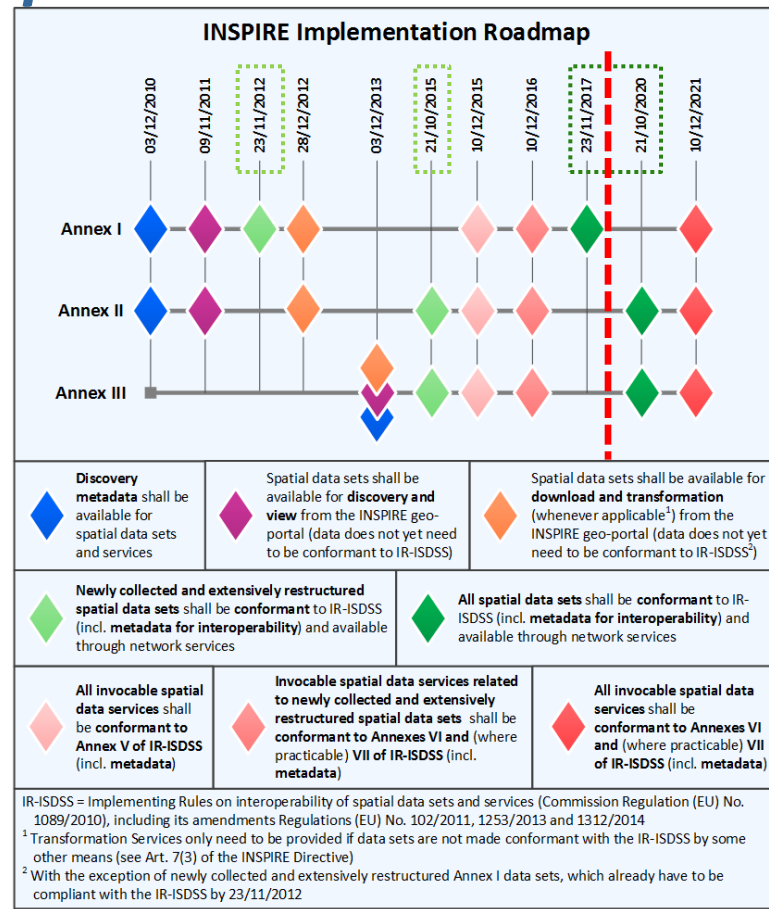 INSPIRE Implementation Roadmap
03/12/2010
09/11/2011
23/11/2012
28/12/2012
03/12/2013
21/10/2015
10/12/2015
10/12/2016
23/11/2017
21/10/2020
10/12/2021
Annex I
Annex II
Annex III
Discovery
metadata shall be
available for
spatial data sets
and services
Spatial data sets shall be
available for discovery and
view from the INSPIRE geo-
portal (data does not yet need
to be conformant to IR-ISDSS)
Spatial data sets shall be available for
download and transformation
(whenever applicable¹) from the
INSPIRE geo-portal (data does not yet
need to be conformant to IR-ISDSS²)
Newly collected and extensively restructured
spatial data sets shall be conformant to IR-ISDSS
(incl. metadata for interoperability) and available
through network services
All spatial data sets shall be conformant to IR-
ISDSS (incl. metadata for interoperability) and
available through network services
All invocable spatial
data services shall
be conformant to
Annex V of IR-ISDSS
(incl. metadata)
Invocable spatial data services related
to newly collected and extensively
restructured spatial data sets shall be
conformant to Annexes VI and (where
practicable) VII of IR-ISDSS (incl.
metadata)
All invocable spatial data
services shall be
conformant to Annexes VI
and (where practicable) VII
of IR-ISDSS (incl. metadata)
IR-ISDSS = Implementing Rules on interoperability of spatial data sets and services (Commission Regulation (EU) No.
1089/2010), including its amendments Regulations (EU) No. 102/2011, 1253/2013 and 1312/2014
¹ Transformation Services only need to be provided if data sets are not made conformant with the IR-ISDSS by some
other means (see Art. 7(3) of the INSPIRE Directive)
² With the exception of newly collected and extensively restructured Annex I data sets, which already have to be
compliant with the IR-ISDSS by 23/11/2012